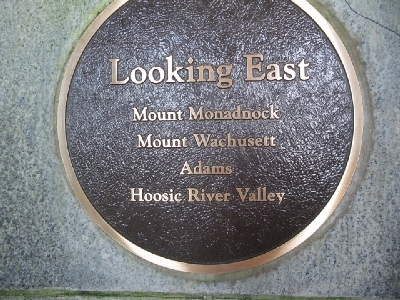 Looking East
Mount Monadnock
Mount Wachusett
Adams
Hoosic River Valley